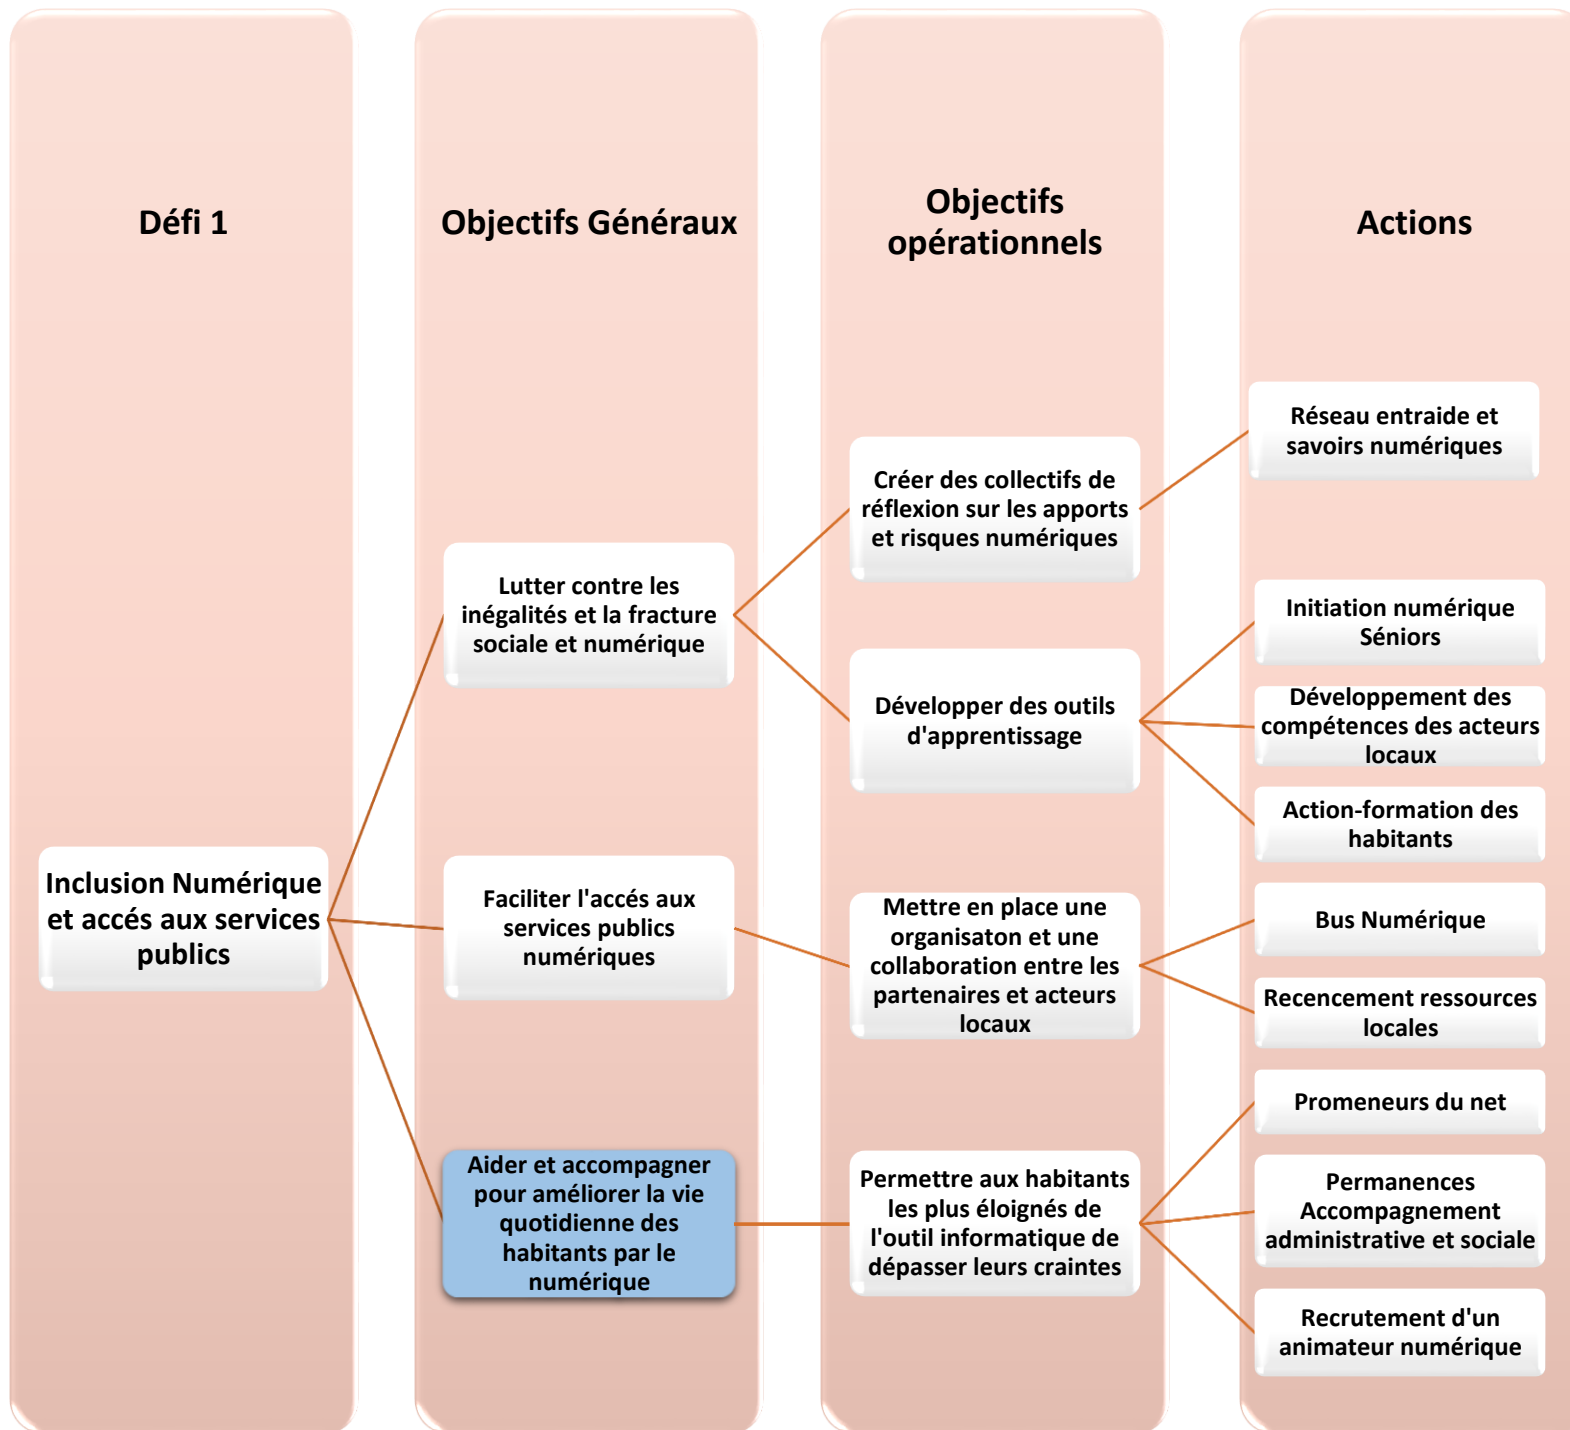 Défi 1
Inclusion Numérique
et accés aux services
publics
Objectifs Généraux
Lutter contre les
inégalités et la fracture
sociale et numérique
Faciliter l'accés aux
services publics
numériques
Aider et accompagner
pour améliorer la vie
quotidienne des
habitants par le
numérique
Objectifs
opérationnels
Créer des collectifs de
réflexion sur les apports
et risques numériques
Développer des outils
d'apprentissage
Mettre en place une
organisaton et une
collaboration entre les
partenaires et acteurs
locaux
Permettre aux habitants
les plus éloignés de
l'outil informatique de
dépasser leurs craintes
Actions
Réseau entraide et
savoirs numériques
Initiation numérique
Séniors
Développement des
compétences des acteurs
locaux
Action-formation des
habitants
Bus Numérique
Recencement ressources
locales
Promeneurs du net
Permanences
Accompagnement
administrative et sociale
Recrutement d'un
animateur numérique